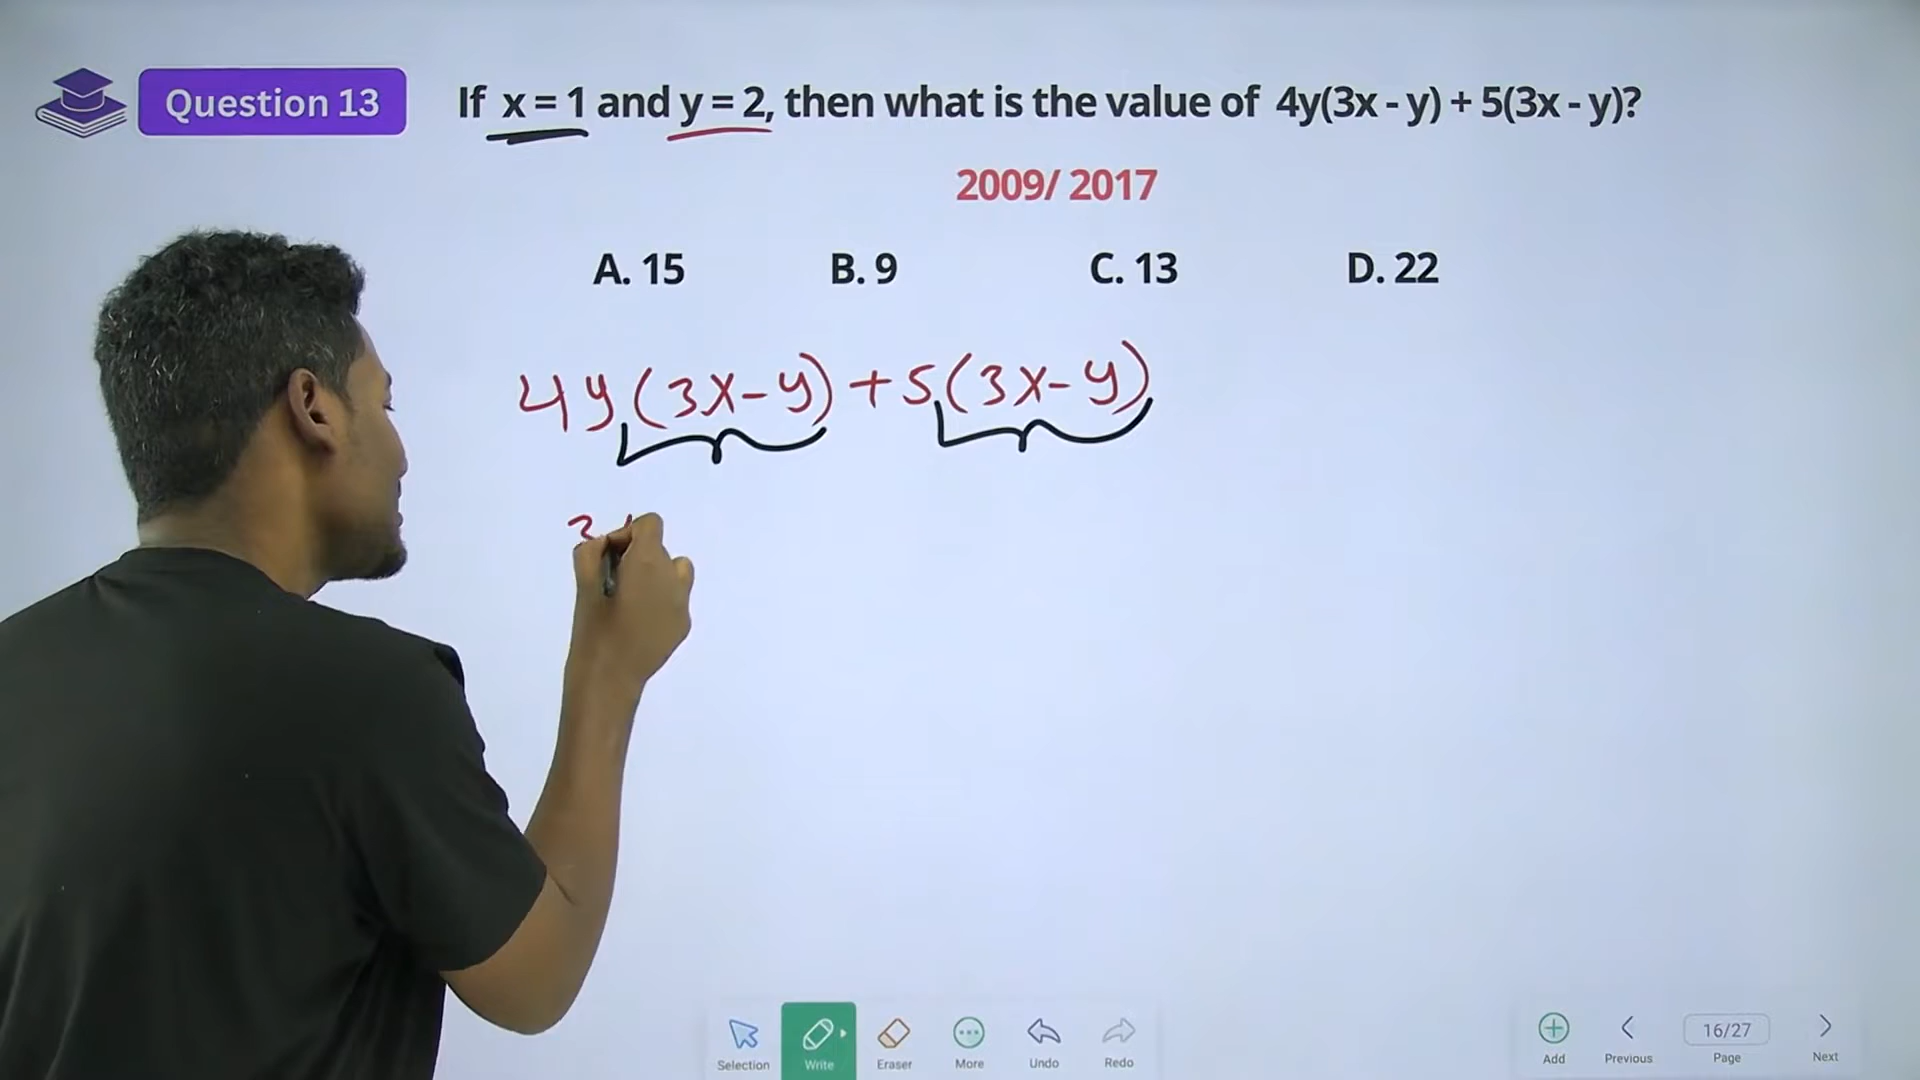 Question 13
If x = 1 and y = 2, then what is the value of 4y(3x - y) + 5(3x - y)?
2009/ 2017
A. 15 B. 9 C. 13 D. 22
4y(3x-y)+5(3x-y)
3
Selection Write Eraser More Undo Redo
Add Previous 16/27 Page Next